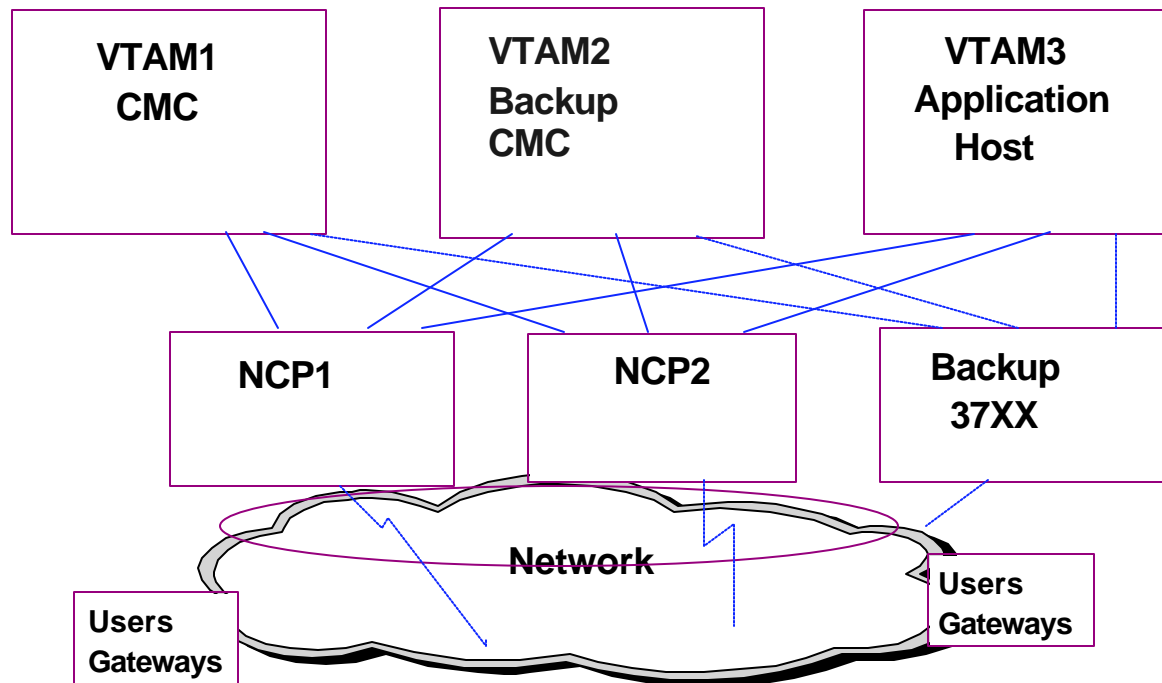 VTAM1
CMC
VTAM2
Backup
CMC
VTAM3
Application
Host
NCP1
NCP2
Backup
37XX
Network
Users
Gateways
Users
Gateways